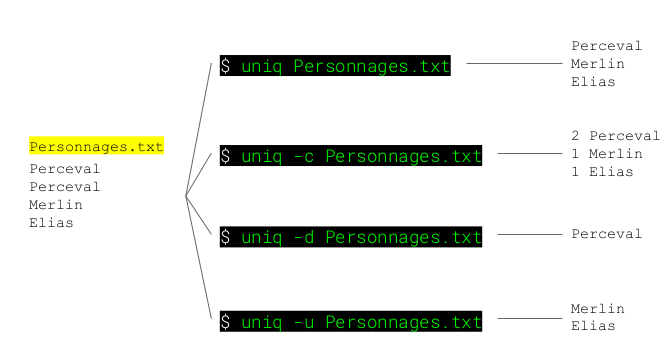 Personnages.txt
Perceval
Perceval
Merlin
Elias
$ uniq Personnages.txt
Perceval
Merlin
Elias
$ uniq -c Personnages.txt
2 Perceval
1 Merlin
1 Elias
$ uniq -d Personnages.txt
Perceval
$ uniq -u Personnages.txt
Merlin
Elias